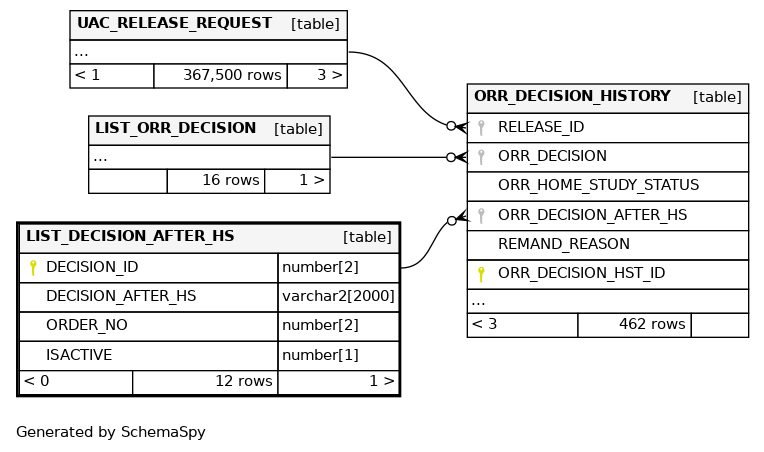 UAC_RELEASE_REQUEST [table]
...
< 1 367,500 rows 3 >
LIST_ORR_DECISION [table]
...
16 rows 1 >
LIST_DECISION_AFTER_HS [table]
DECISION_ID number[2]
DECISION_AFTER_HS varchar2[2000]
ORDER_NO number[2]
ISACTIVE number[1]
< 0 12 rows 1 >
ORR_DECISION_HISTORY [table]
RELEASE_ID
ORR_DECISION
ORR_HOME_STUDY_STATUS
ORR_DECISION_AFTER_HS
REMAND_REASON
ORR_DECISION_HST_ID
...
< 3 462 rows
Generated by SchemaSpy